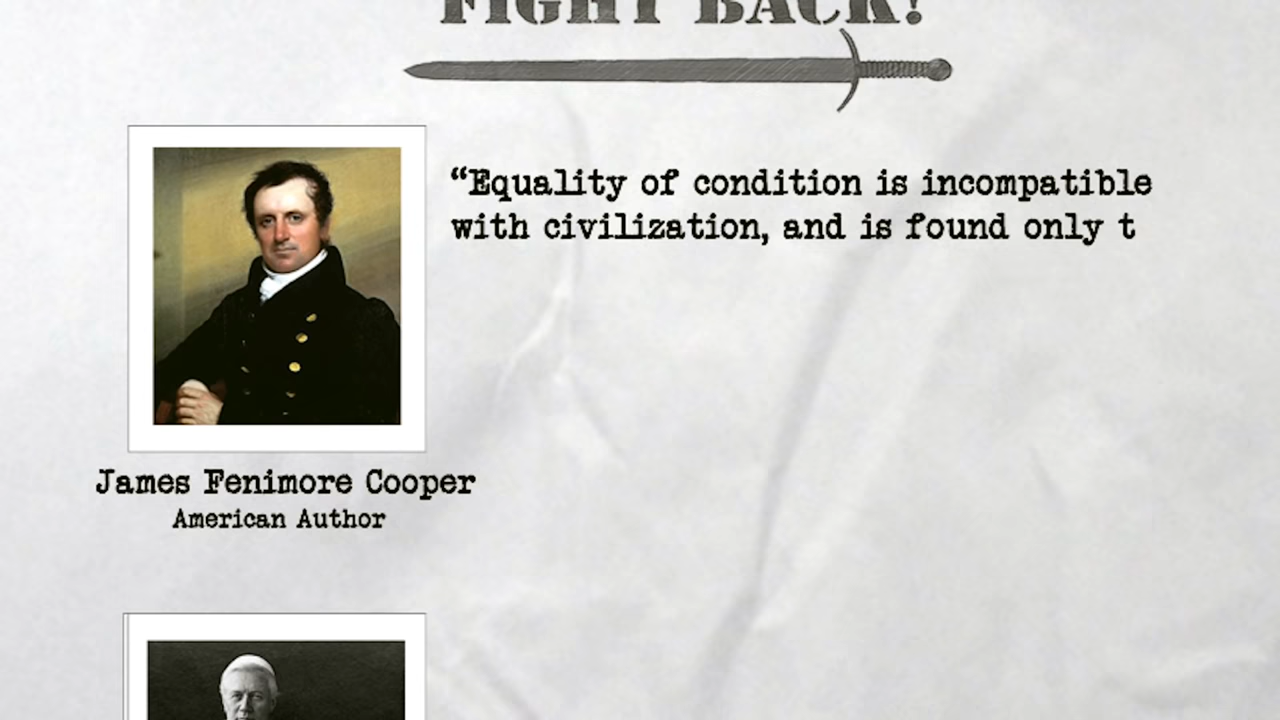 FIGHT BACK!
“Equality of condition is incompatible
with civilization, and is found only t
James Fenimore Cooper
American Author